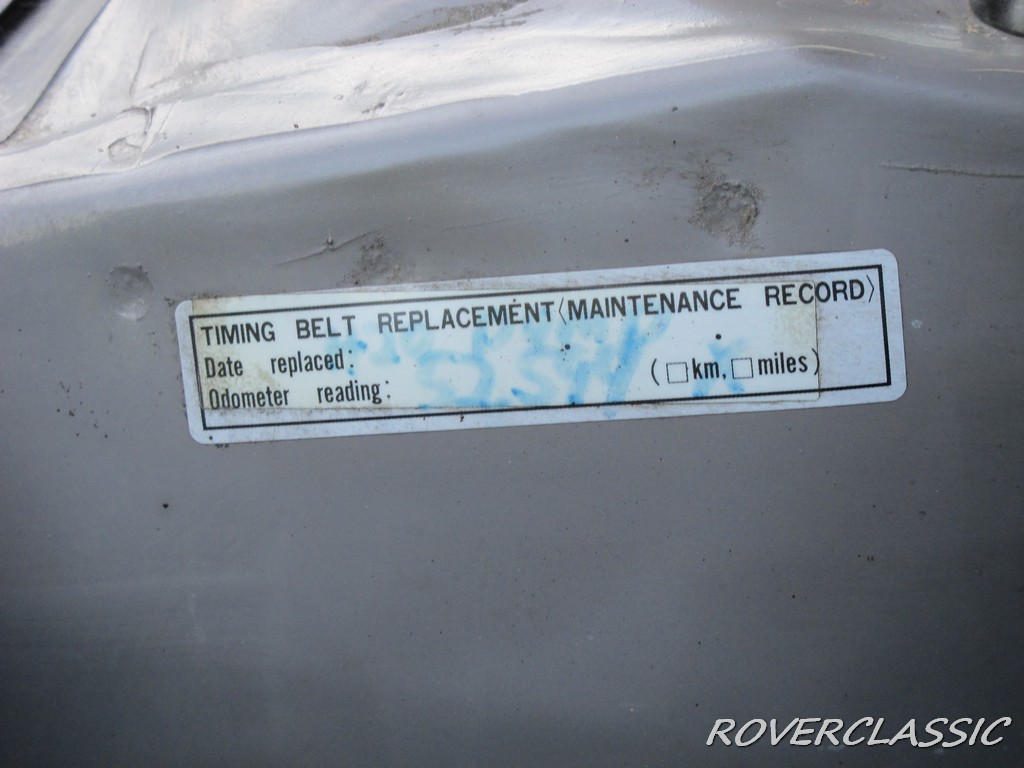 TIMING BELT REPLACEMENT〈MAINTENANCE RECORD〉
Date replaced:
Odometer reading: (□km, □miles)
ROVERCLASSIC